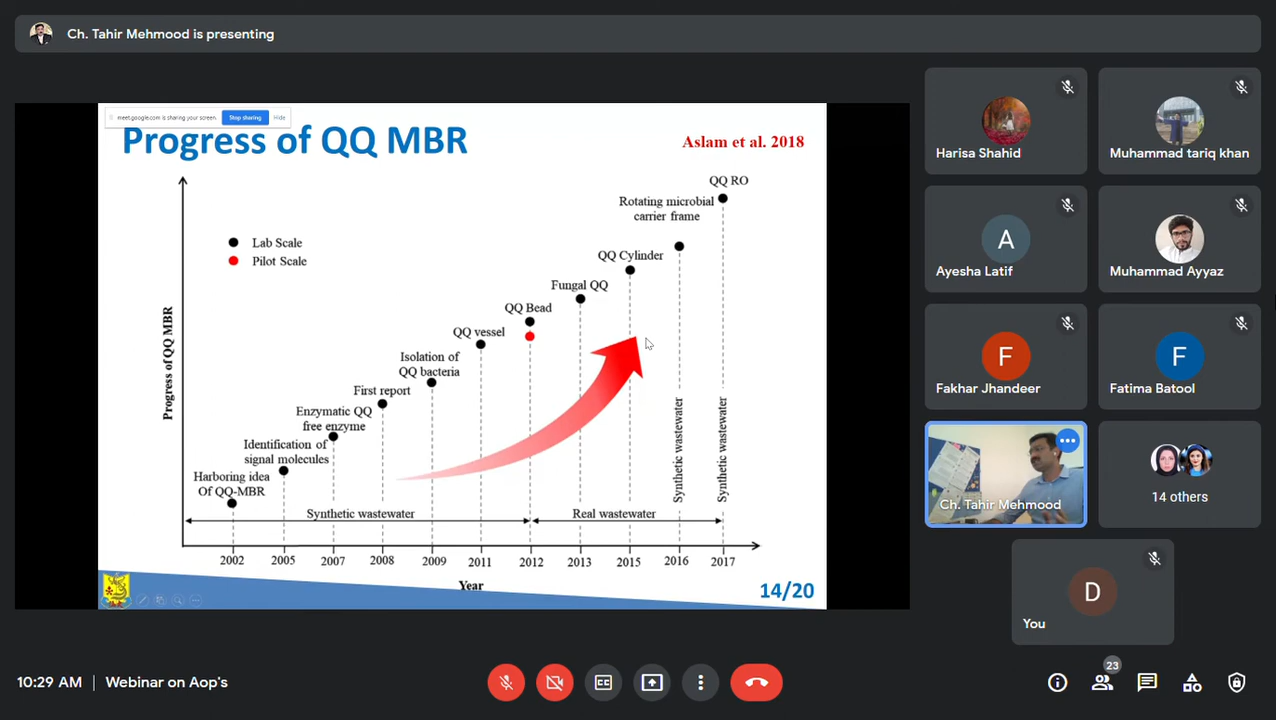 Ch. Tahir Mehmood is presenting
meet.google.com is sharing your screen.
Stop sharing
Hide
Progress of QQ MBR
Aslam et al. 2018
Lab Scale
Pilot Scale
Progress of QQ MBR
Harboring idea
Of QQ-MBR
Identification of
signal molecules
Enzymatic QQ
free enzyme
First report
Isolation of
QQ bacteria
QQ vessel
QQ Bead
Fungal QQ
QQ Cylinder
Rotating microbial
carrier frame
QQ RO
Synthetic wastewater
Real wastewater
Synthetic wastewater
Synthetic wastewater
2002 2005 2007 2008 2009 2011 2012 2013 2015 2016 2017
Year
14/20
Harisa Shahid
Muhammad tariq khan
A
Ayesha Latif
Muhammad Ayyaz
F
Fakhar Jhandeer
F
Fatima Batool
Ch. Tahir Mehmood
14 others
D
You
10:29 AM | Webinar on Aop's
CC
23